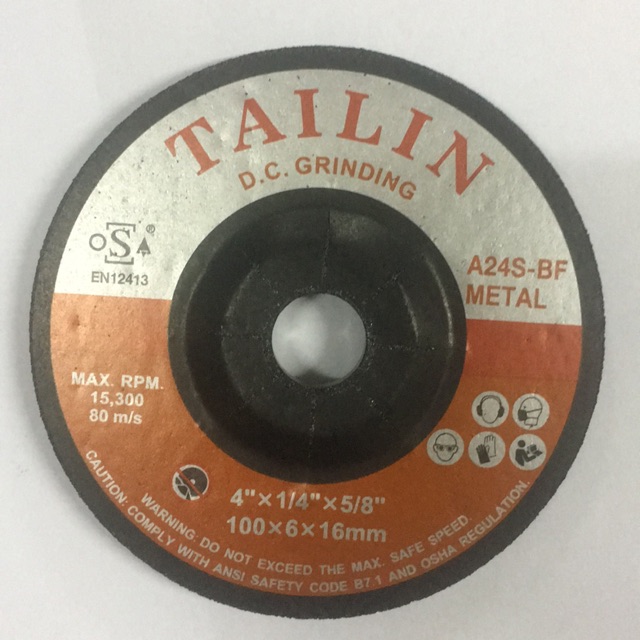 TAILIN
D.C. GRINDING
oSA®
EN12413
A24S-BF
METAL
MAX. RPM.
15,300
80 m/s
4"×1/4"×5/8"
100×6×16mm
WARNING: DO NOT EXCEED THE MAX. SAFE SPEED.
CAUTION: COMPLY WITH ANSI SAFETY CODE B7.1 AND OSHA REGULATION.